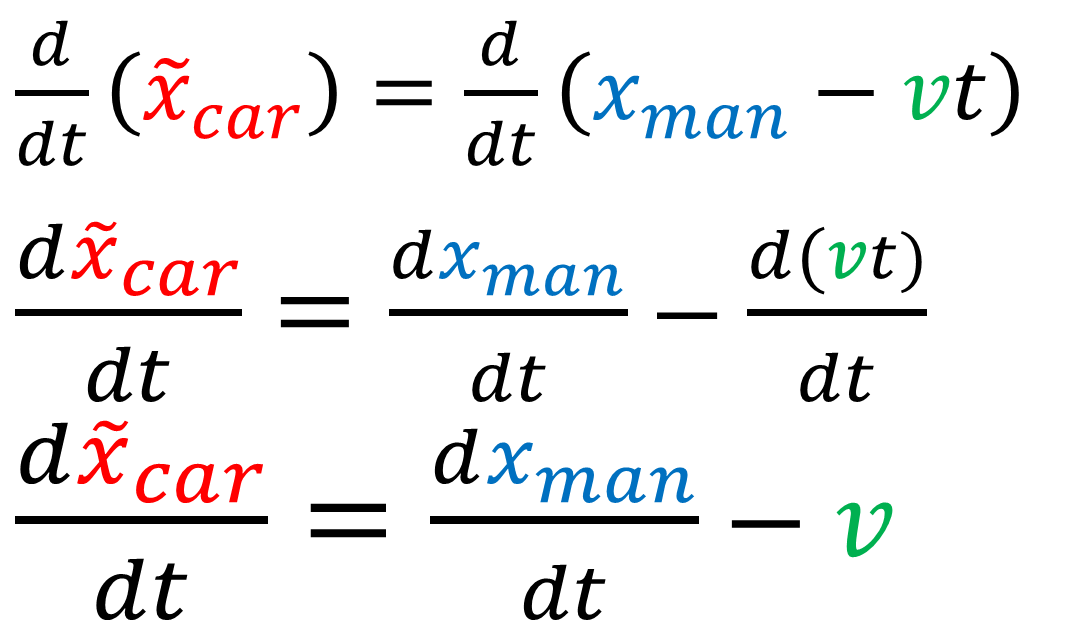 d/dt (x̃_car) = d/dt (x_man − vt)
dx̃_car/dt = dx_man/dt − d(vt)/dt
dx̃_car/dt = dx_man/dt − v